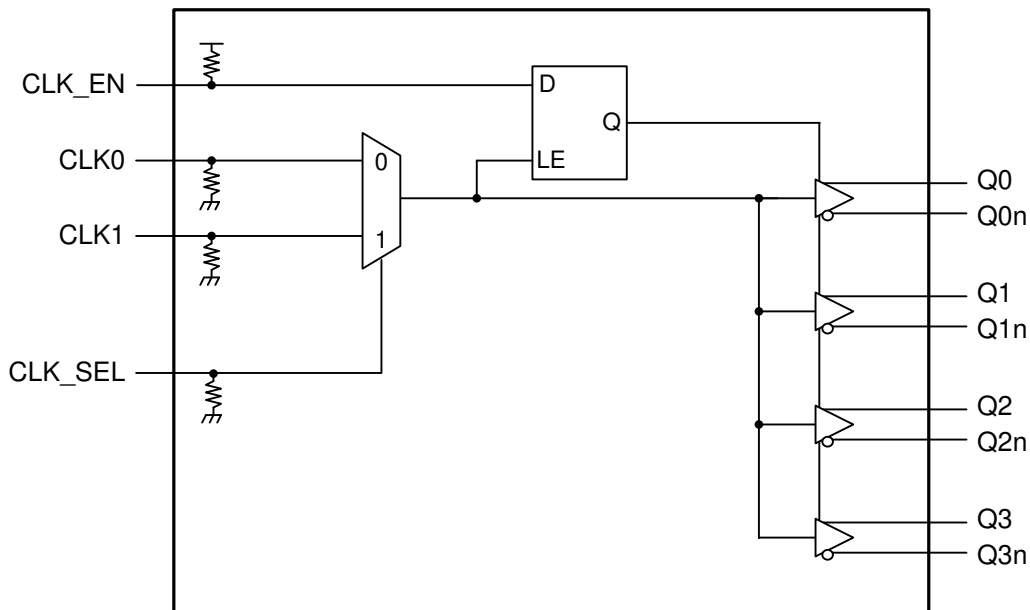 CLK_EN
D
Q
CLK0
0
LE
Q0
Q0n
CLK1
1
Q1
Q1n
CLK_SEL
Q2
Q2n
Q3
Q3n